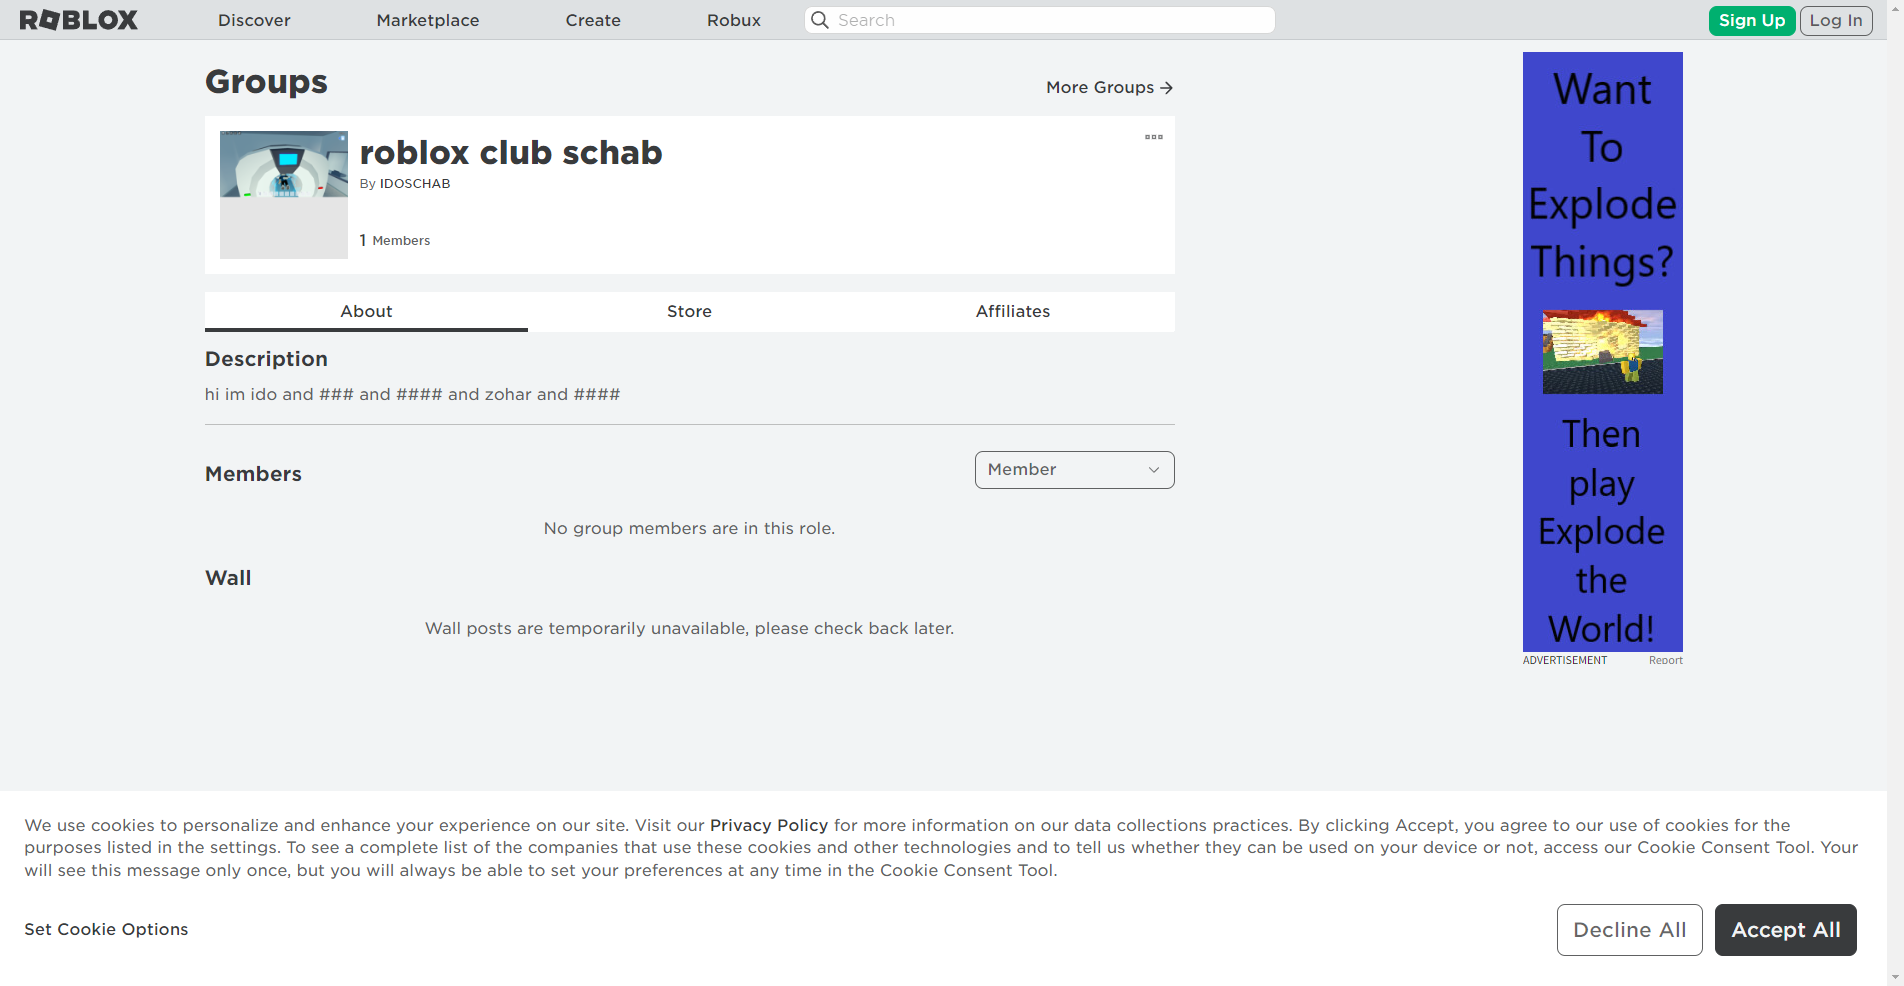 ROBLOX
Discover
Marketplace
Create
Robux
Search
Sign Up
Log In
Groups
More Groups
roblox club schab
By IDOSCHAB
1 Members
About
Store
Affiliates
Description
hi im ido and ### and #### and zohar and ####
Members
Member
No group members are in this role.
Wall
Wall posts are temporarily unavailable, please check back later.
Want
To
Explode
Things?
Then
play
Explode
the
World!
ADVERTISEMENT
Report
We use cookies to personalize and enhance your experience on our site. Visit our Privacy Policy for more information on our data collections practices. By clicking Accept, you agree to our use of cookies for the
purposes listed in the settings. To see a complete list of the companies that use these cookies and other technologies and to tell us whether they can be used on your device or not, access our Cookie Consent Tool. Your
will see this message only once, but you will always be able to set your preferences at any time in the Cookie Consent Tool.
Set Cookie Options
Decline All
Accept All